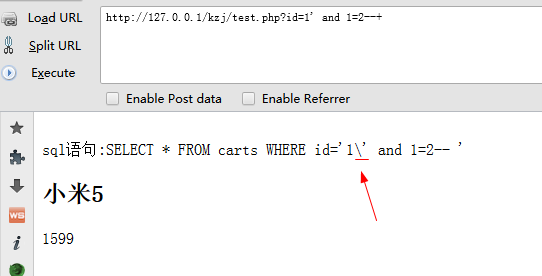 Load URL
Split URL
Execute
http://127.0.0.1/kzj/test.php?id=1' and 1=2--+
Enable Post data Enable Referrer
sql语句:SELECT * FROM carts WHERE id='1\' and 1=2-- '
小米5
1599
WS
i